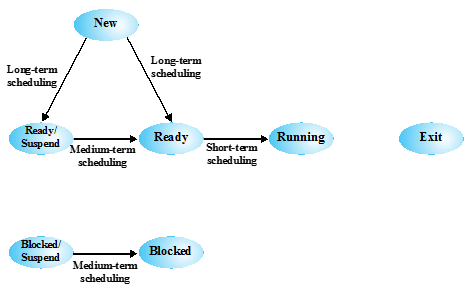 New
Long-term
scheduling
Long-term
scheduling
Ready/
Suspend
Medium-term
scheduling
Ready
Short-term
scheduling
Running
Exit
Blocked/
Suspend
Medium-term
scheduling
Blocked